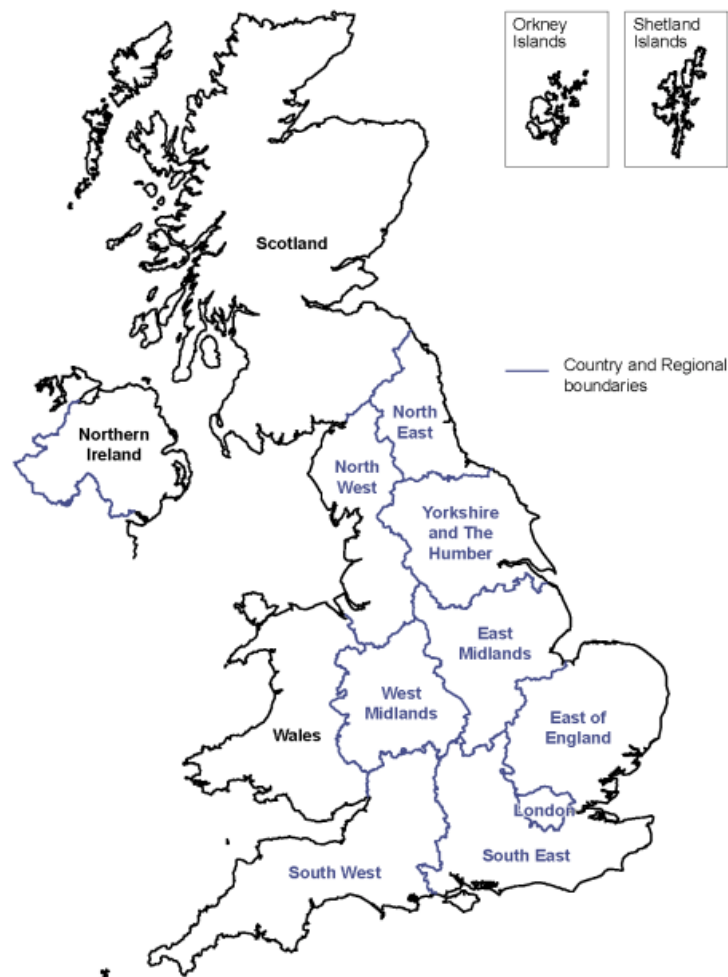 Orkney
Islands
Shetland
Islands
Scotland
Country and Regional
boundaries
North
East
Northern
Ireland
North
West
Yorkshire
and The
Humber
East
Midlands
West
Midlands
Wales
East of
England
London
South East
South West